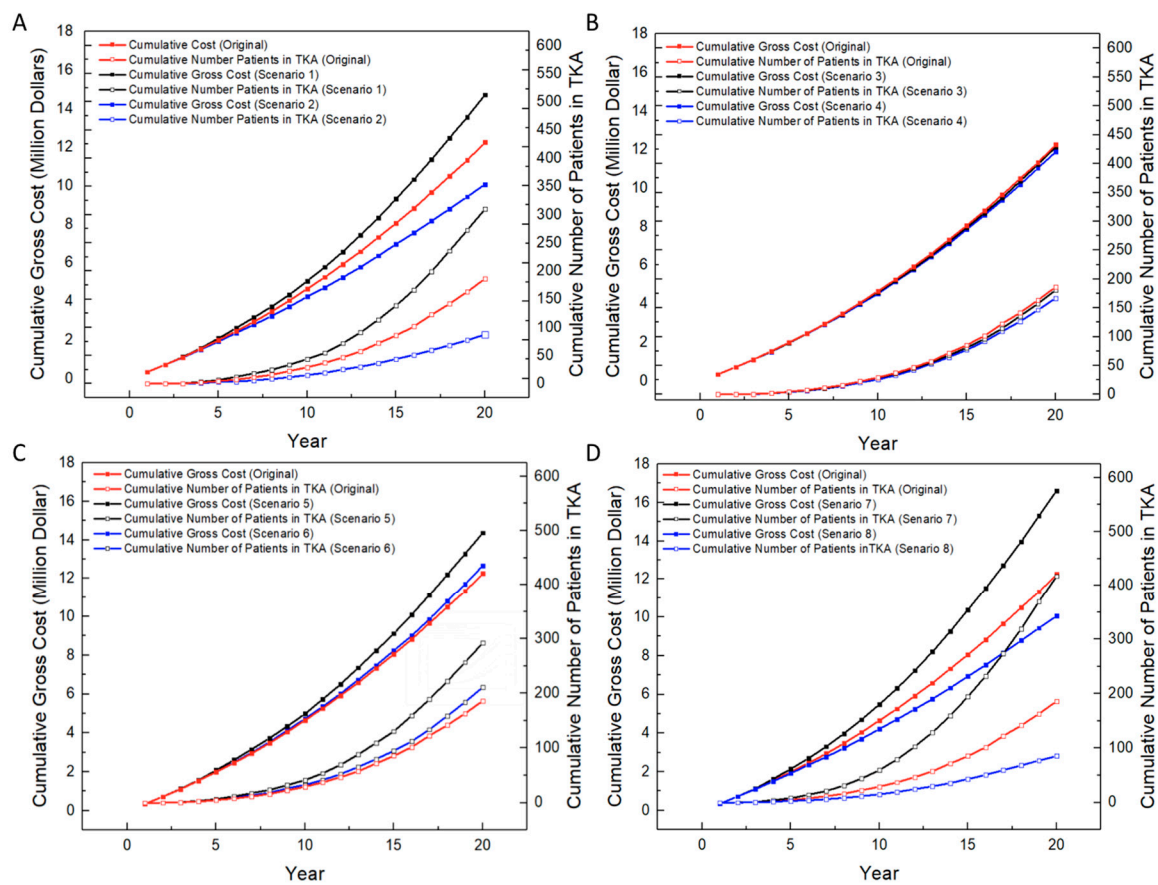 A
Cumulative Gross Cost (Million Dollars)
18
16
14
12
10
8
6
4
2
0
Cumulative Cost (Original)
Cumulative Number Patients in TKA (Original)
Cumulative Gross Cost (Scenario 1)
Cumulative Number Patients in TKA (Scenario 1)
Cumulative Gross Cost (Scenario 2)
Cumulative Number Patients in TKA (Scenario 2)
600
550
500
450
400
350
300
250
200
150
100
50
0
Cumulative Number of Patients in TKA
0 5 10 15 20
Year
B
Cumulative Gross Cost (Million Dollars)
18
16
14
12
10
8
6
4
2
0
Cumulative Gross Cost (Original)
Cumulative Number of Patients in TKA (Original)
Cumulative Gross Cost (Scenario 3)
Cumulative Number of Patients in TKA (Scenario 3)
Cumulative Gross Cost (Scenario 4)
Cumulative Number of Patients in TKA (Scenario 4)
600
550
500
450
400
350
300
250
200
150
100
50
0
Cumulative Number of Patients in TKA
0 5 10 15 20
Year
C
Cumulative Gross Cost (Million Dollar)
18
16
14
12
10
8
6
4
2
0
Cumulative Gross Cost (Original)
Cumulative Number of Patients in TKA (Original)
Cumulative Gross Cost (Scenario 5)
Cumulative Number of Patients in TKA (Scenario 5)
Cumulative Gross Cost (Scenario 6)
Cumulative Number of Patients in TKA (Scenario 6)
600
500
400
300
200
100
0
Cumulative Number of Patients in TKA
0 5 10 15 20
Year
D
Cumulative Gross Cost (Million Dollar)
18
16
14
12
10
8
6
4
2
0
Cumulative Gross Cost (Original)
Cumulative Number of Patients in TKA (Original)
Cumulative Gross Cost (Senario 7)
Cumulative Number of Patients in TKA (Senario 7)
Cumulative Gross Cost (Senario 8)
Cumulative Number of Patients inTKA (Senario 8)
600
500
400
300
200
100
0
Cumulative Number of Patients in TKA
0 5 10 15 20
Year